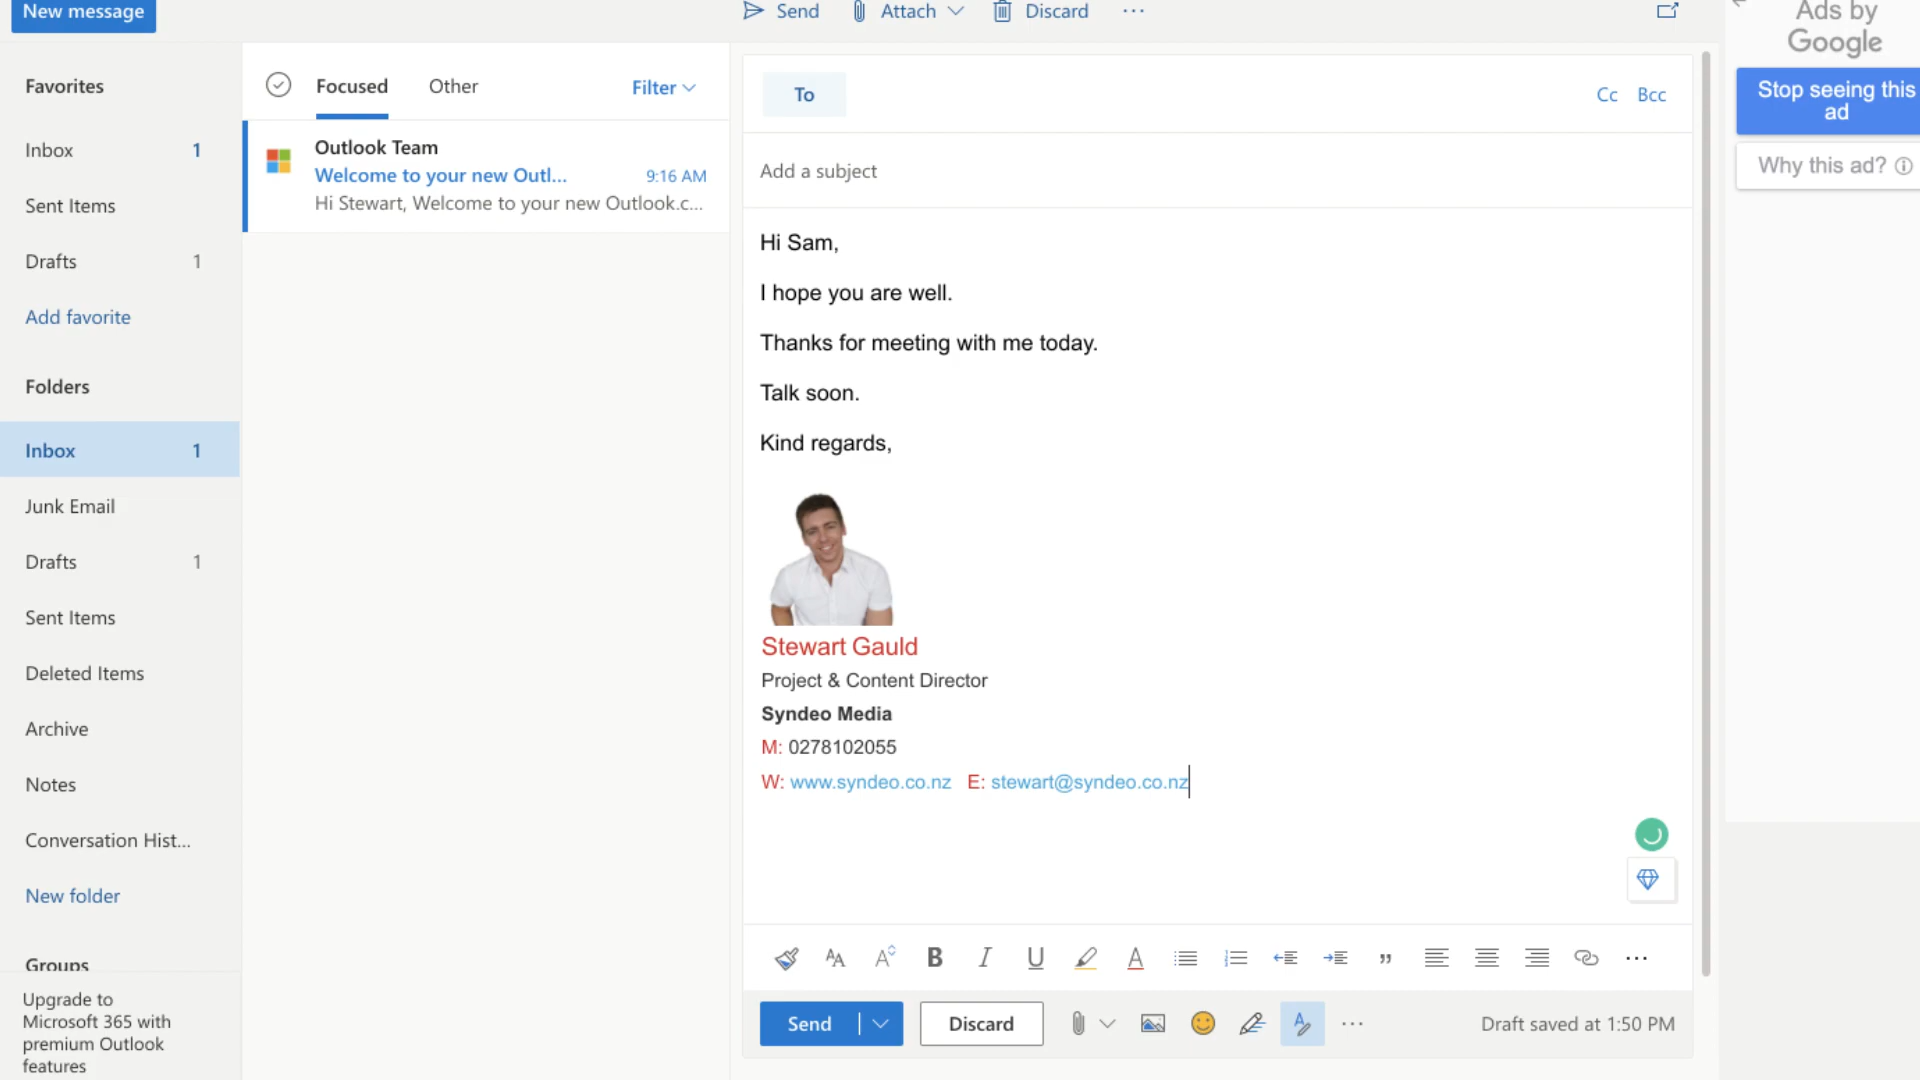 New message
Send
Attach
Discard
Ads by
Google
Stop seeing this
ad
Why this ad?
Favorites
Inbox 1
Sent Items
Drafts 1
Add favorite
Folders
Inbox 1
Junk Email
Drafts 1
Sent Items
Deleted Items
Archive
Notes
Conversation Hist...
New folder
Groups
Upgrade to
Microsoft 365 with
premium Outlook
features
Focused Other Filter
Outlook Team
Welcome to your new Outl... 9:16 AM
Hi Stewart, Welcome to your new Outlook.c...
To Cc Bcc
Add a subject
Hi Sam,
I hope you are well.
Thanks for meeting with me today.
Talk soon.
Kind regards,
Stewart Gauld
Project & Content Director
Syndeo Media
M: 0278102055
W: www.syndeo.co.nz E: stewart@syndeo.co.nz
Send Discard Draft saved at 1:50 PM